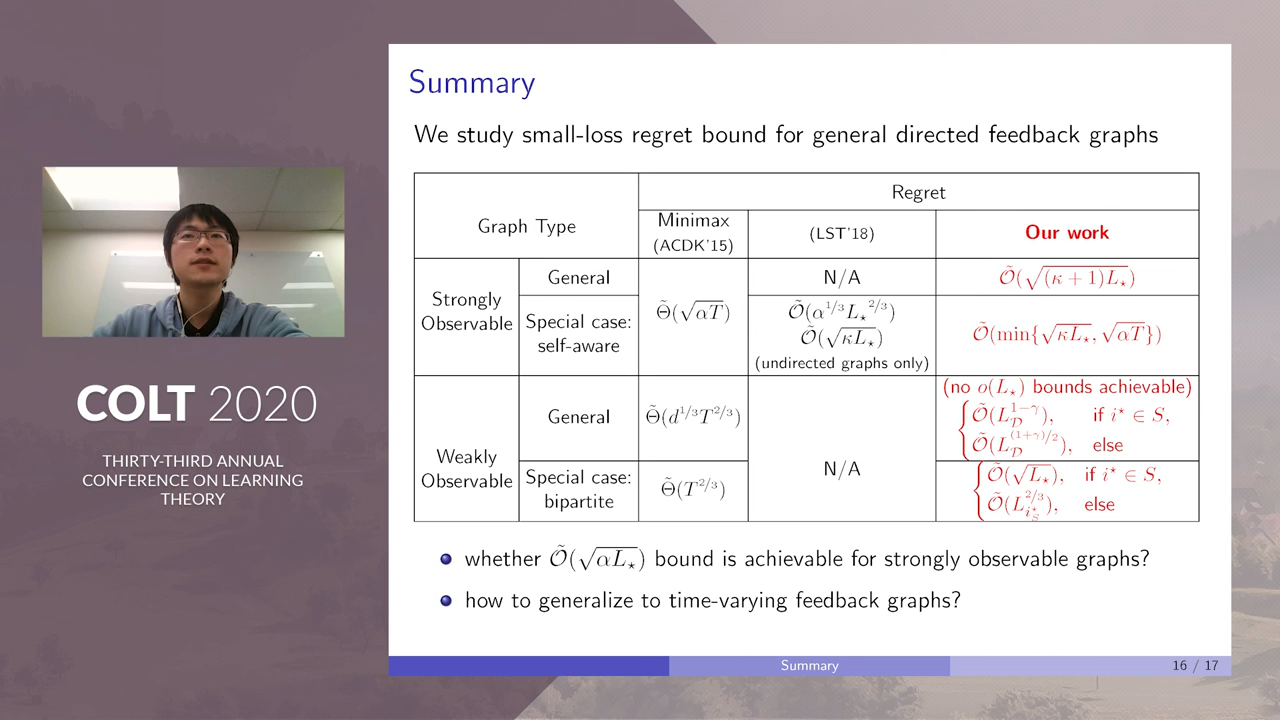 COLT 2020
THIRTY-THIRD ANNUAL
CONFERENCE ON LEARNING
THEORY
Summary
We study small-loss regret bound for general directed feedback graphs
Graph Type
Regret
Minimax
(ACDK'15)
(LST'18)
Our work
Strongly
Observable
General
Θ̃(√αT)
N/A
Õ(√(κ + 1)L⋆)
Special case:
self-aware
Õ(α^1/3 L⋆^2/3)
Õ(√κL⋆)
(undirected graphs only)
Õ(min{√κL⋆, √αT})
Weakly
Observable
General
Θ̃(d^1/3 T^2/3)
N/A
(no o(L⋆) bounds achievable)
{ Õ(L_D^1−γ), if i⋆ ∈ S,
Õ(L_D^(1+γ)/2), else
Special case:
bipartite
Θ̃(T^2/3)
{ Õ(√L⋆), if i⋆ ∈ S,
Õ(L_{i_S^⋆}^2/3), else
whether Õ(√αL⋆) bound is achievable for strongly observable graphs?
how to generalize to time-varying feedback graphs?
Summary
16 / 17